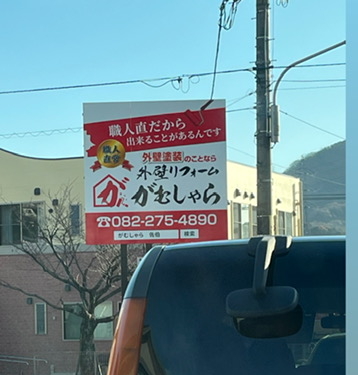 職人直だから
出来ることがあるんです
職人
直営
外壁塗装のことなら
外壁リフォーム
がむしゃら
☎082-275-4890
がむしゃら 佐伯 検索